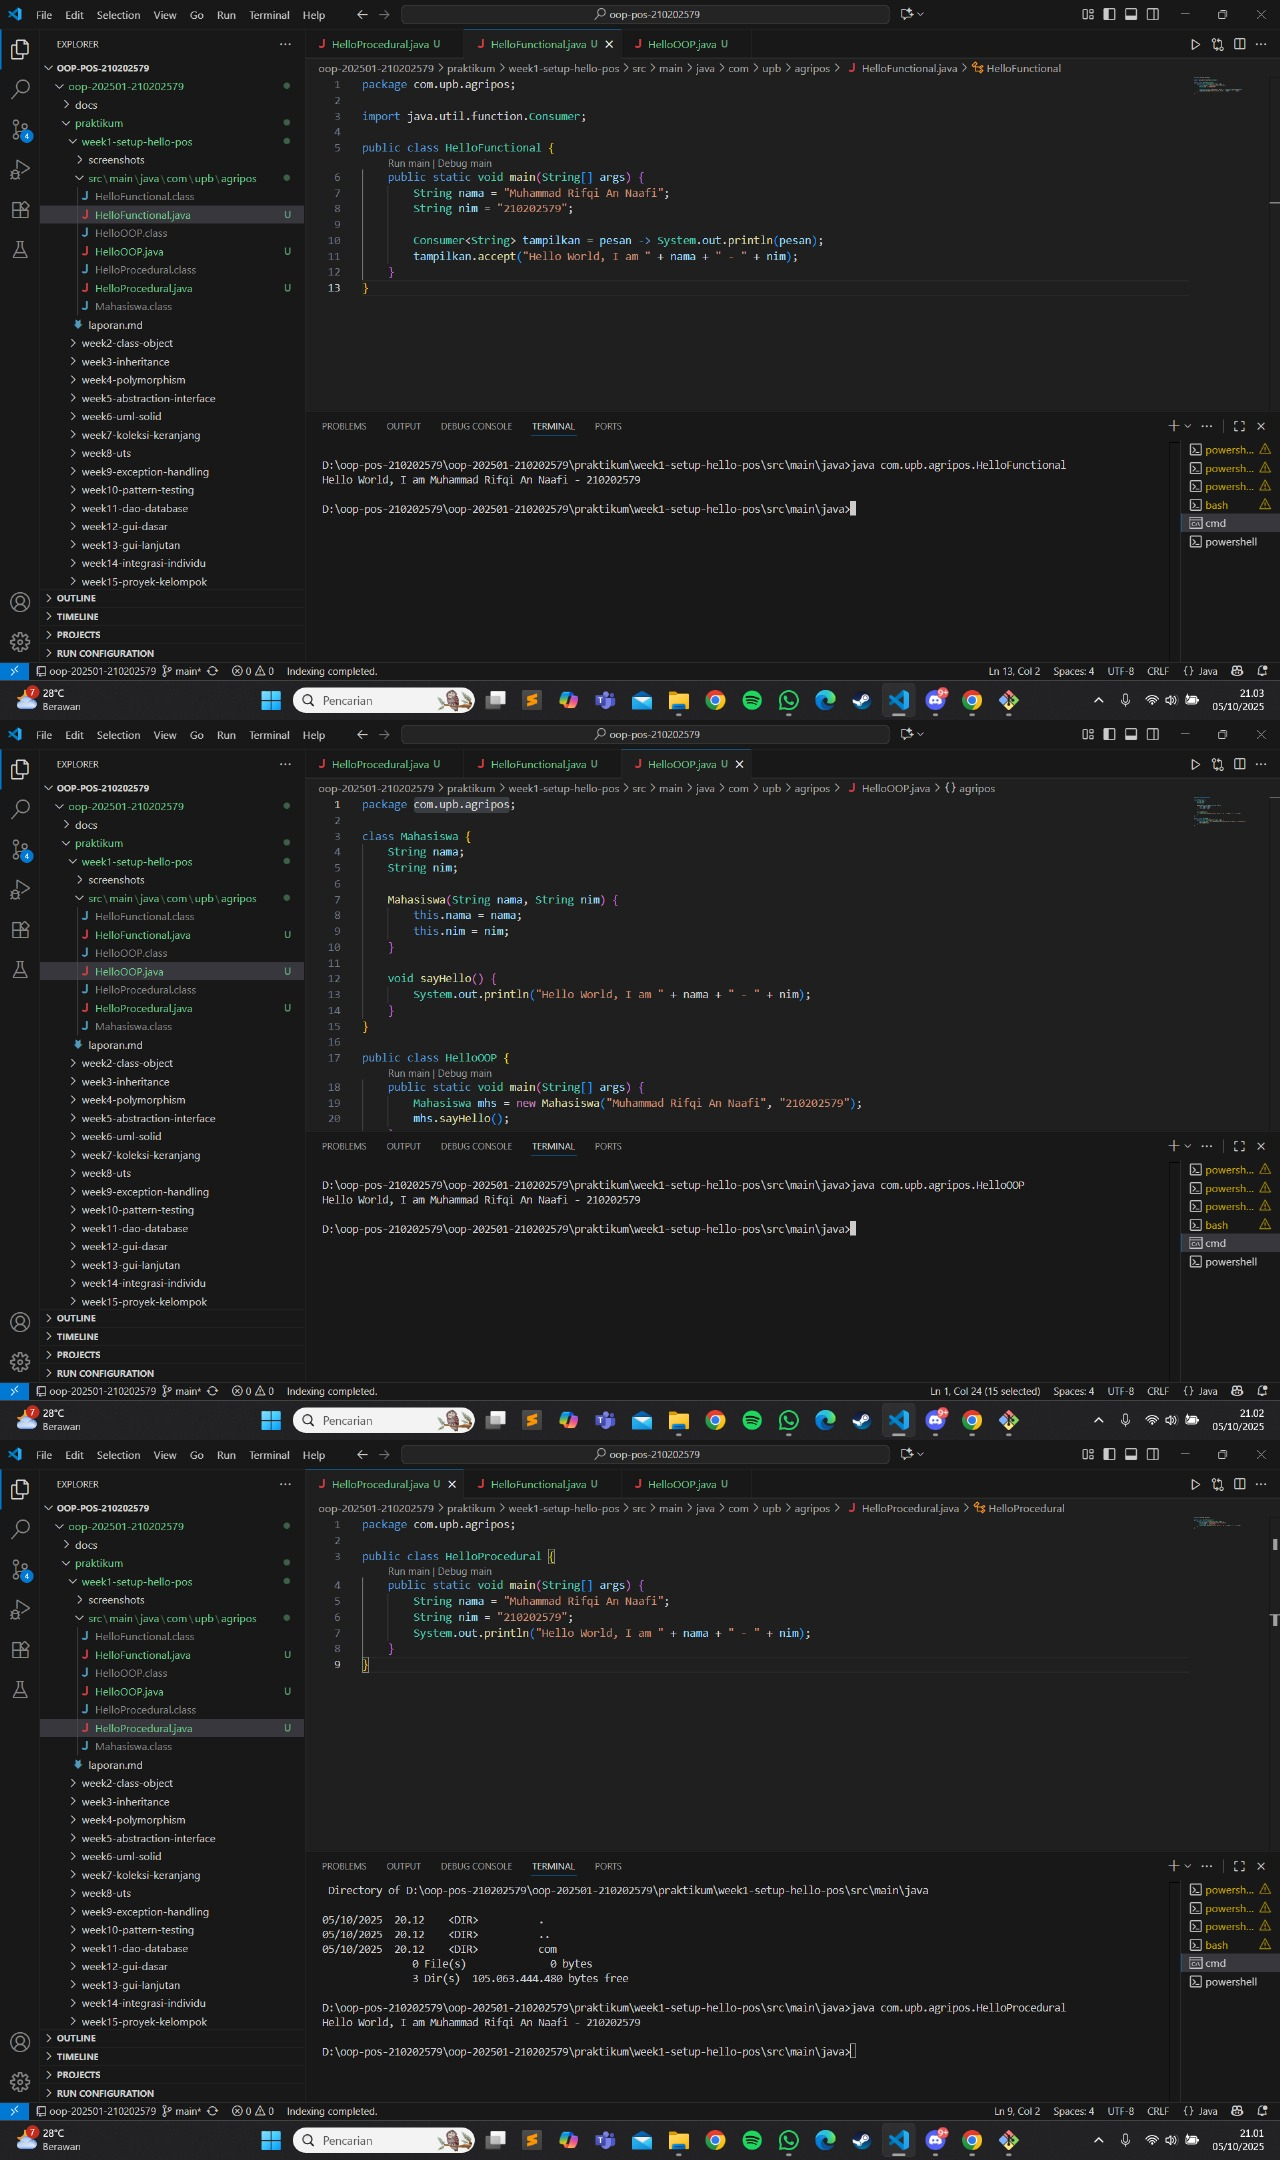 File Edit Selection View Go Run Terminal Help oop-pos-210202579
EXPLORER
OOP-POS-210202579
oop-202501-210202579
docs
praktikum
week1-setup-hello-pos
screenshots
src\main\java\com\upb\agripos
HelloFunctional.class
HelloFunctional.java U
HelloOOP.class
HelloOOP.java U
HelloProcedural.class
HelloProcedural.java U
Mahasiswa.class
laporan.md
week2-class-object
week3-inheritance
week4-polymorphism
week5-abstraction-interface
week6-uml-solid
week7-koleksi-keranjang
week8-uts
week9-exception-handling
week10-pattern-testing
week11-dao-database
week12-gui-dasar
week13-gui-lanjutan
week14-integrasi-individu
week15-proyek-kelompok
OUTLINE
TIMELINE
PROJECTS
RUN CONFIGURATION
HelloProcedural.java U HelloFunctional.java U HelloOOP.java U
oop-202501-210202579 > praktikum > week1-setup-hello-pos > src > main > java > com > upb > agripos > HelloFunctional.java > HelloFunctional
1 package com.upb.agripos;
2
3 import java.util.function.Consumer;
4
5 public class HelloFunctional {
Run main | Debug main
6 public static void main(String[] args) {
7 String nama = "Muhammad Rifqi An Naafi";
8 String nim = "210202579";
9
10 Consumer<String> tampilkan = pesan -> System.out.println(pesan);
11 tampilkan.accept("Hello World, I am " + nama + " - " + nim);
12 }
13 }
PROBLEMS OUTPUT DEBUG CONSOLE TERMINAL PORTS
D:\oop-pos-210202579\oop-202501-210202579\praktikum\week1-setup-hello-pos\src\main\java>java com.upb.agripos.HelloFunctional
Hello World, I am Muhammad Rifqi An Naafi - 210202579
D:\oop-pos-210202579\oop-202501-210202579\praktikum\week1-setup-hello-pos\src\main\java>
powersh...
powersh...
powersh...
bash
cmd
powershell
4
oop-202501-210202579 main* 0 0 Indexing completed. Ln 13, Col 2 Spaces: 4 UTF-8 CRLF {} Java
7 28°C
Berawan
Pencarian
9+
21.03
05/10/2025
File Edit Selection View Go Run Terminal Help oop-pos-210202579
EXPLORER
OOP-POS-210202579
oop-202501-210202579
docs
praktikum
week1-setup-hello-pos
screenshots
src\main\java\com\upb\agripos
HelloFunctional.class
HelloFunctional.java U
HelloOOP.class
HelloOOP.java U
HelloProcedural.class
HelloProcedural.java U
Mahasiswa.class
laporan.md
week2-class-object
week3-inheritance
week4-polymorphism
week5-abstraction-interface
week6-uml-solid
week7-koleksi-keranjang
week8-uts
week9-exception-handling
week10-pattern-testing
week11-dao-database
week12-gui-dasar
week13-gui-lanjutan
week14-integrasi-individu
week15-proyek-kelompok
OUTLINE
TIMELINE
PROJECTS
RUN CONFIGURATION
HelloProcedural.java U HelloFunctional.java U HelloOOP.java U
oop-202501-210202579 > praktikum > week1-setup-hello-pos > src > main > java > com > upb > agripos > HelloOOP.java > {} agripos
1 package com.upb.agripos;
2
3 class Mahasiswa {
4 String nama;
5 String nim;
6
7 Mahasiswa(String nama, String nim) {
8 this.nama = nama;
9 this.nim = nim;
10 }
11
12 void sayHello() {
13 System.out.println("Hello World, I am " + nama + " - " + nim);
14 }
15 }
16
17 public class HelloOOP {
Run main | Debug main
18 public static void main(String[] args) {
19 Mahasiswa mhs = new Mahasiswa("Muhammad Rifqi An Naafi", "210202579");
20 mhs.sayHello();
PROBLEMS OUTPUT DEBUG CONSOLE TERMINAL PORTS
D:\oop-pos-210202579\oop-202501-210202579\praktikum\week1-setup-hello-pos\src\main\java>java com.upb.agripos.HelloOOP
Hello World, I am Muhammad Rifqi An Naafi - 210202579
D:\oop-pos-210202579\oop-202501-210202579\praktikum\week1-setup-hello-pos\src\main\java>
powersh...
powersh...
powersh...
bash
cmd
powershell
4
oop-202501-210202579 main* 0 0 Indexing completed. Ln 1, Col 24 (15 selected) Spaces: 4 UTF-8 CRLF {} Java
7 28°C
Berawan
Pencarian
9+
21.02
05/10/2025
File Edit Selection View Go Run Terminal Help oop-pos-210202579
EXPLORER
OOP-POS-210202579
oop-202501-210202579
docs
praktikum
week1-setup-hello-pos
screenshots
src\main\java\com\upb\agripos
HelloFunctional.class
HelloFunctional.java U
HelloOOP.class
HelloOOP.java U
HelloProcedural.class
HelloProcedural.java U
Mahasiswa.class
laporan.md
week2-class-object
week3-inheritance
week4-polymorphism
week5-abstraction-interface
week6-uml-solid
week7-koleksi-keranjang
week8-uts
week9-exception-handling
week10-pattern-testing
week11-dao-database
week12-gui-dasar
week13-gui-lanjutan
week14-integrasi-individu
week15-proyek-kelompok
OUTLINE
TIMELINE
PROJECTS
RUN CONFIGURATION
HelloProcedural.java U HelloFunctional.java U HelloOOP.java U
oop-202501-210202579 > praktikum > week1-setup-hello-pos > src > main > java > com > upb > agripos > HelloProcedural.java > HelloProcedural
1 package com.upb.agripos;
2
3 public class HelloProcedural {
Run main | Debug main
4 public static void main(String[] args) {
5 String nama = "Muhammad Rifqi An Naafi";
6 String nim = "210202579";
7 System.out.println("Hello World, I am " + nama + " - " + nim);
8 }
9 }
PROBLEMS OUTPUT DEBUG CONSOLE TERMINAL PORTS
Directory of D:\oop-pos-210202579\oop-202501-210202579\praktikum\week1-setup-hello-pos\src\main\java
05/10/2025 20.12 <DIR> .
05/10/2025 20.12 <DIR> ..
05/10/2025 20.12 <DIR> com
0 File(s) 0 bytes
3 Dir(s) 105.063.444.480 bytes free
D:\oop-pos-210202579\oop-202501-210202579\praktikum\week1-setup-hello-pos\src\main\java>java com.upb.agripos.HelloProcedural
Hello World, I am Muhammad Rifqi An Naafi - 210202579
D:\oop-pos-210202579\oop-202501-210202579\praktikum\week1-setup-hello-pos\src\main\java>
powersh...
powersh...
powersh...
bash
cmd
powershell
4
oop-202501-210202579 main* 0 0 Indexing completed. Ln 9, Col 2 Spaces: 4 UTF-8 CRLF {} Java
7 28°C
Berawan
Pencarian
9+
21.01
05/10/2025